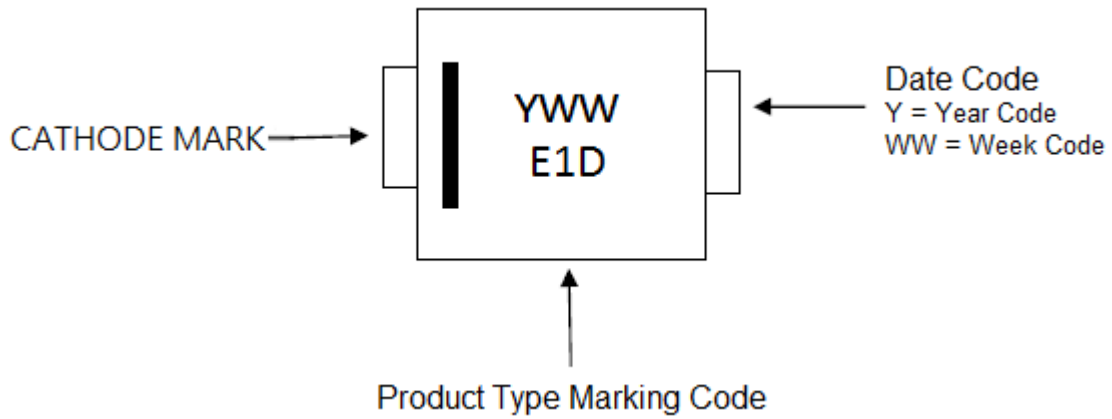 YWW
E1D
CATHODE MARK
Date Code
Y = Year Code
WW = Week Code
Product Type Marking Code